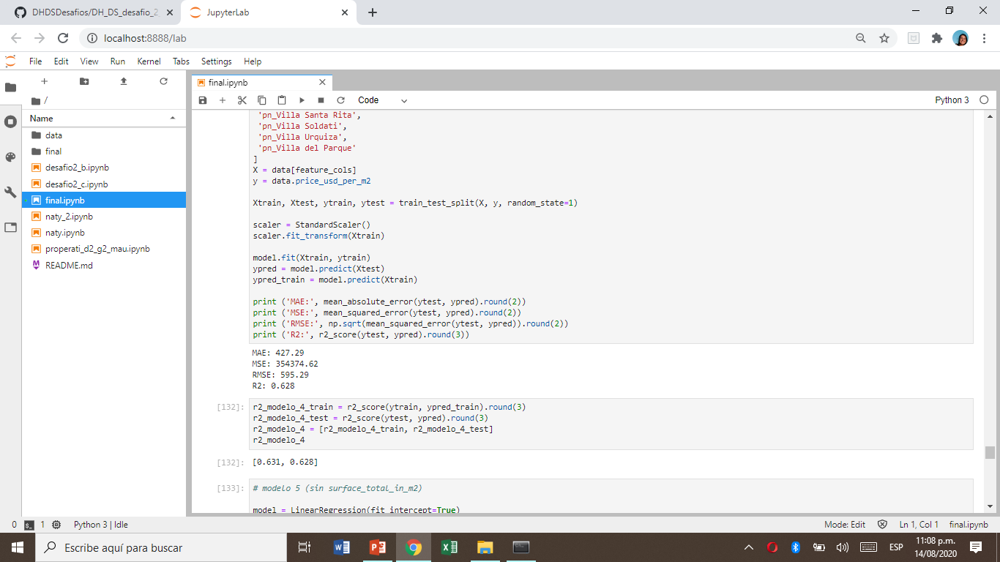 DHDSDesafios/DH_DS_desafio_2
JupyterLab
localhost:8888/lab
File Edit View Run Kernel Tabs Settings Help
final.ipynb
/
Code
Python 3
Name
data
final
desafio2_b.ipynb
desafio2_c.ipynb
final.ipynb
naty_2.ipynb
naty.ipynb
properati_d2_g2_mau.ipynb
README.md
'pn_Villa Santa Rita',
'pn_Villa Soldati',
'pn_Villa Urquiza',
'pn_Villa del Parque'
]
X = data[feature_cols]
y = data.price_usd_per_m2
Xtrain, Xtest, ytrain, ytest = train_test_split(X, y, random_state=1)
scaler = StandardScaler()
scaler.fit_transform(Xtrain)
model.fit(Xtrain, ytrain)
ypred = model.predict(Xtest)
ypred_train = model.predict(Xtrain)
print ('MAE:', mean_absolute_error(ytest, ypred).round(2))
print ('MSE:', mean_squared_error(ytest, ypred).round(2))
print ('RMSE:', np.sqrt(mean_squared_error(ytest, ypred)).round(2))
print ('R2:', r2_score(ytest, ypred).round(3))
MAE: 427.29
MSE: 354374.62
RMSE: 595.29
R2: 0.628
[132]: r2_modelo_4_train = r2_score(ytrain, ypred_train).round(3)
r2_modelo_4_test = r2_score(ytest, ypred).round(3)
r2_modelo_4 = [r2_modelo_4_train, r2_modelo_4_test]
r2_modelo_4
[132]: [0.631, 0.628]
[133]: # modelo 5 (sin surface_total_in_m2)
model = LinearRegression(fit_intercept=True)
0 1 Python 3 | Idle
Mode: Edit Ln 1, Col 1 final.ipynb
Escribe aquí para buscar
ESP
11:08 p.m.
14/08/2020